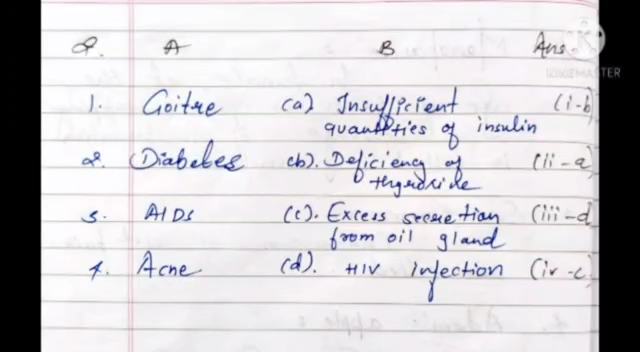 Q. A B Ans.
KINEMASTER
1. Goitre (a) Insufficient (i-b)
quantities of insulin
2. Diabetes (b). Deficiency of (ii-a)
thyroxine
3. AIDs (c). Excess secretion (iii-d)
from oil gland
4. Acne (d). HIV infection (iv-c)